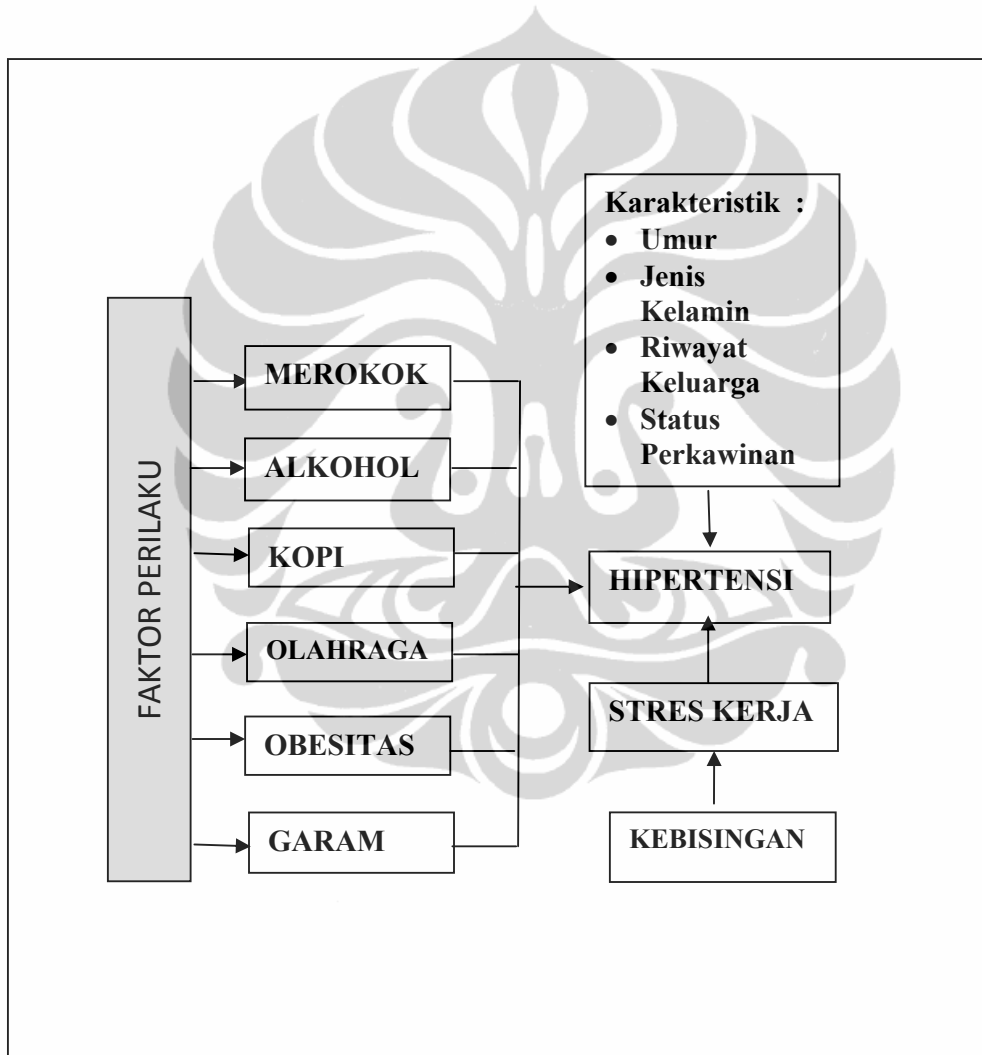 Karakteristik :
• Umur
• Jenis
Kelamin
• Riwayat
Keluarga
• Status
Perkawinan
FAKTOR PERILAKU
MEROKOK
ALKOHOL
KOPI
OLAHRAGA
OBESITAS
GARAM
HIPERTENSI
STRES KERJA
KEBISINGAN